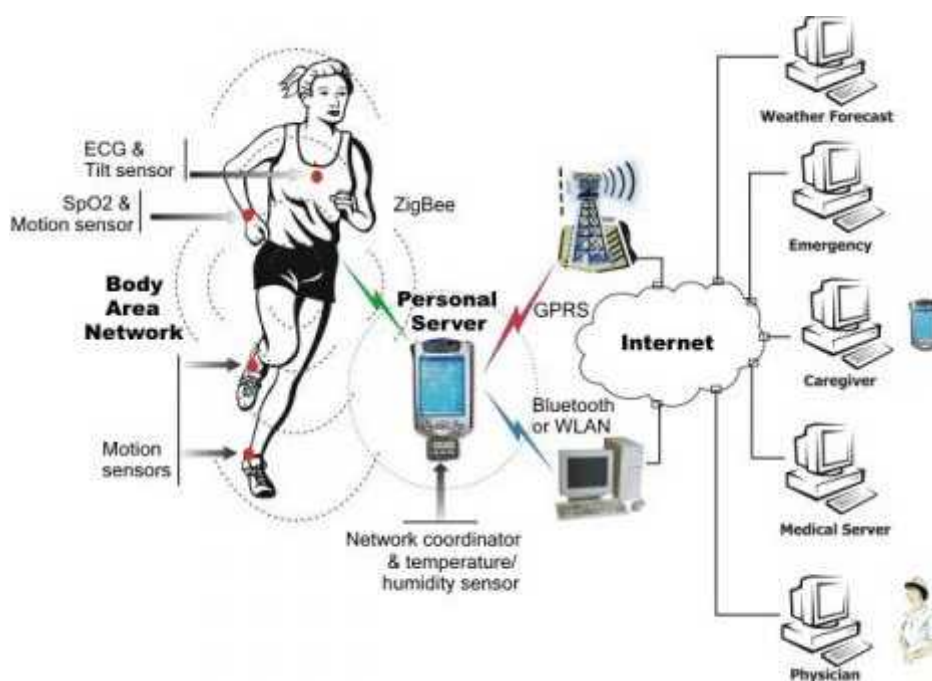 ECG &
Tilt sensor
SpO2 &
Motion sensor
Body
Area
Network
Motion
sensors
ZigBee
Personal
Server
Network coordinator
& temperature/
humidity sensor
GPRS
Bluetooth
or WLAN
Internet
Weather Forecast
Emergency
Caregiver
Medical Server
Physician